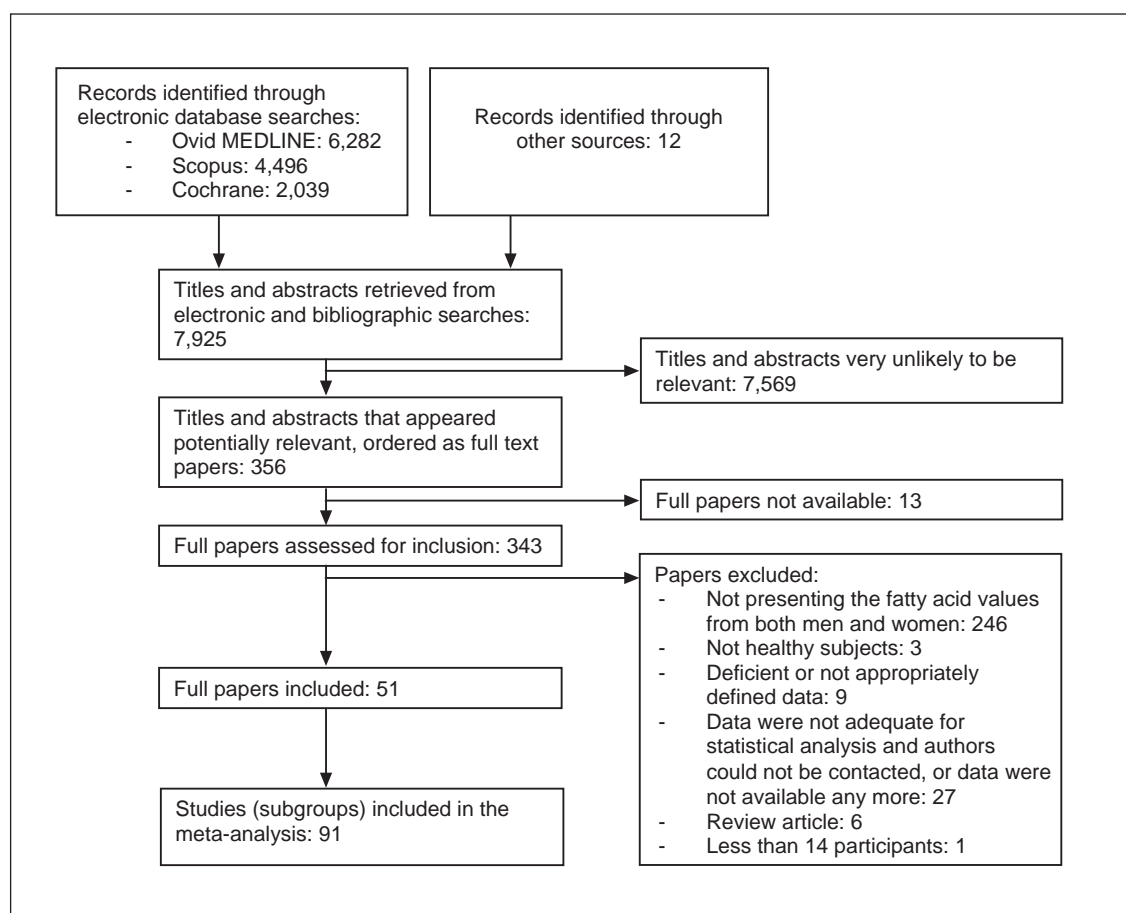 Records identified through
electronic database searches:
- Ovid MEDLINE: 6,282
- Scopus: 4,496
- Cochrane: 2,039
Records identified through
other sources: 12
Titles and abstracts retrieved from
electronic and bibliographic searches:
7,925
Titles and abstracts very unlikely to be
relevant: 7,569
Titles and abstracts that appeared
potentially relevant, ordered as full text
papers: 356
Full papers not available: 13
Full papers assessed for inclusion: 343
Papers excluded:
- Not presenting the fatty acid values
from both men and women: 246
- Not healthy subjects: 3
- Deficient or not appropriately
defined data: 9
- Data were not adequate for
statistical analysis and authors
could not be contacted, or data were
not available any more: 27
- Review article: 6
- Less than 14 participants: 1
Full papers included: 51
Studies (subgroups) included in the
meta-analysis: 91